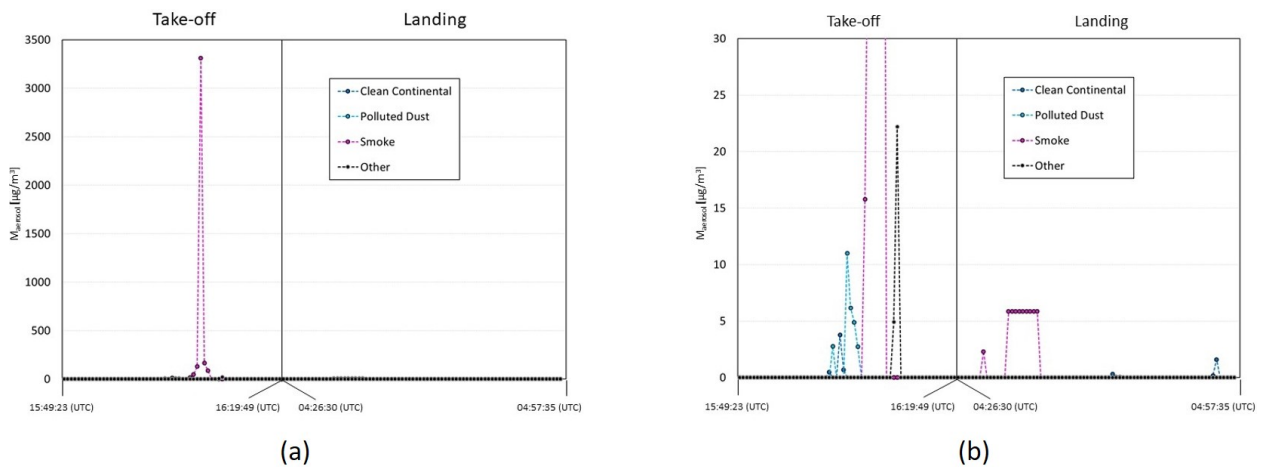 Take-off
Landing
3500
3000
2500
2000
1500
1000
500
0
Maerosol [µg/m³]
Clean Continental
Polluted Dust
Smoke
Other
15:49:23 (UTC)
16:19:49 (UTC)
04:26:30 (UTC)
04:57:35 (UTC)
(a)
Take-off
Landing
30
25
20
15
10
5
0
Maerosol [µg/m³]
Clean Continental
Polluted Dust
Smoke
Other
15:49:23 (UTC)
16:19:49 (UTC)
04:26:30 (UTC)
04:57:35 (UTC)
(b)